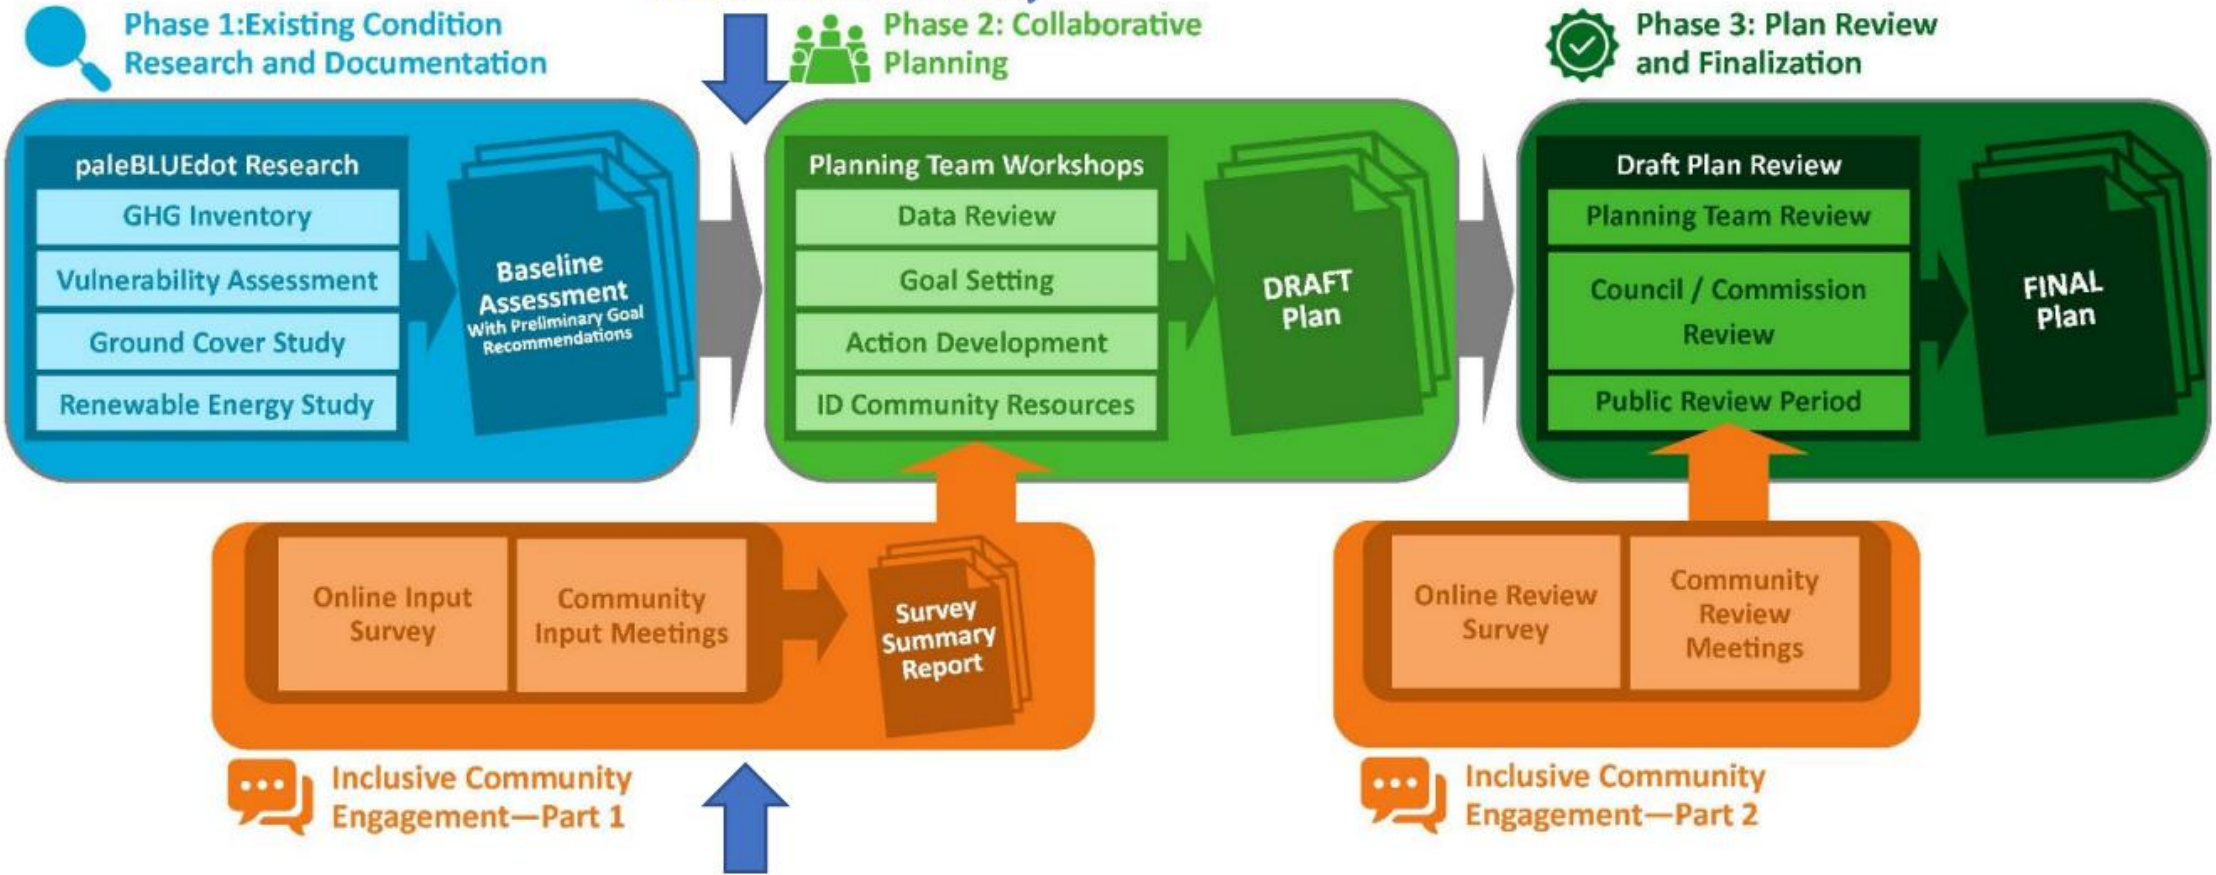 Phase 1:Existing Condition
Research and Documentation
Phase 2: Collaborative
Planning
Phase 3: Plan Review
and Finalization
paleBLUEdot Research
GHG Inventory
Vulnerability Assessment
Ground Cover Study
Renewable Energy Study
Baseline
Assessment
With Preliminary Goal
Recommendations
Planning Team Workshops
Data Review
Goal Setting
Action Development
ID Community Resources
DRAFT
Plan
Draft Plan Review
Planning Team Review
Council / Commission
Review
Public Review Period
FINAL
Plan
Online Input
Survey
Community
Input Meetings
Survey
Summary
Report
Online Review
Survey
Community
Review
Meetings
Inclusive Community
Engagement—Part 1
Inclusive Community
Engagement—Part 2